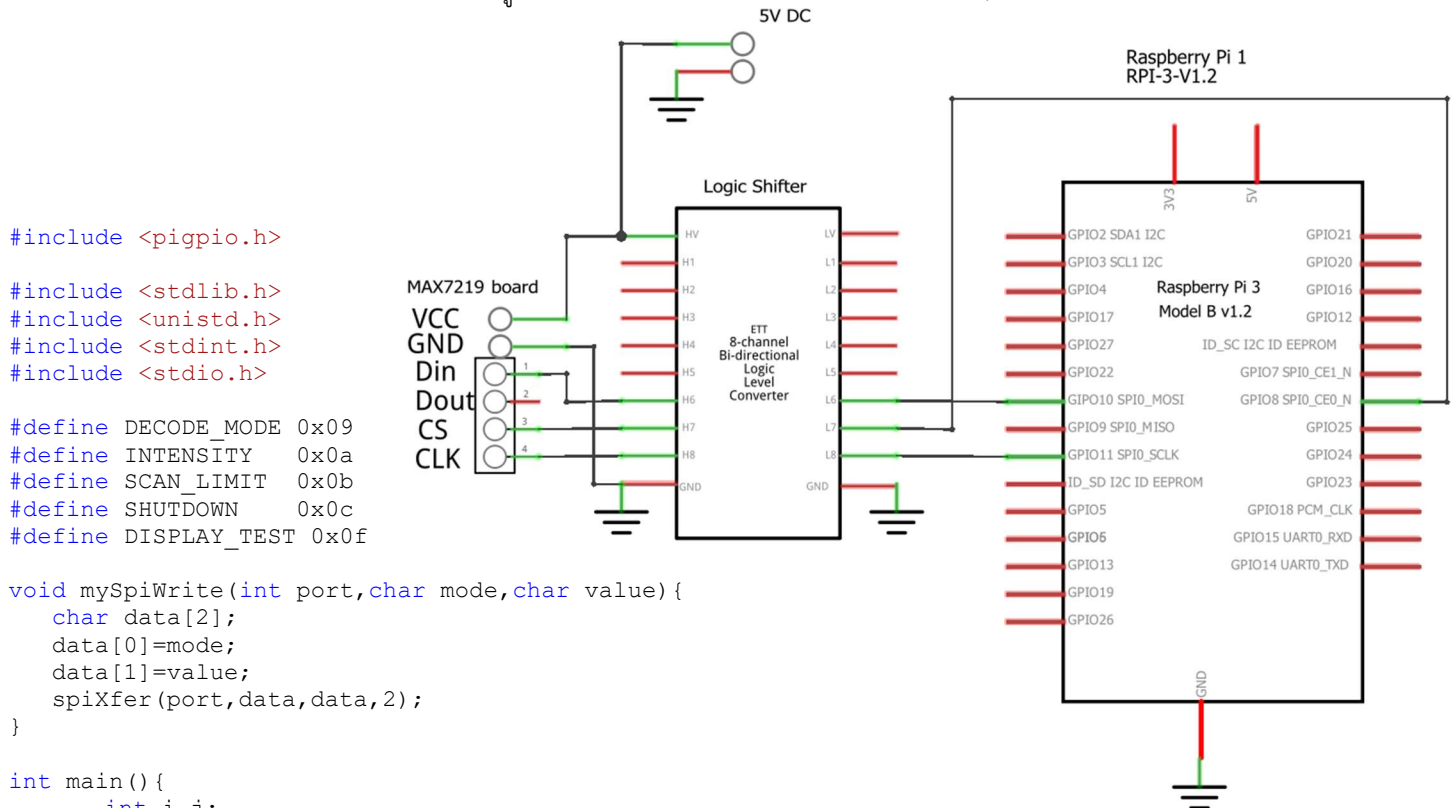 5V DC
Raspberry Pi 1
RPI-3-V1.2
Logic Shifter
#include <pigpio.h>
#include <stdlib.h>
#include <unistd.h>
#include <stdint.h>
#include <stdio.h>
#define DECODE_MODE 0x09
#define INTENSITY 0x0a
#define SCAN_LIMIT 0x0b
#define SHUTDOWN 0x0c
#define DISPLAY_TEST 0x0f
void mySpiWrite(int port,char mode,char value){
char data[2];
data[0]=mode;
data[1]=value;
spiXfer(port,data,data,2);
}
int main(){
int i,j;
MAX7219 board
VCC
GND
Din
Dout
CS
CLK
1
2
3
4
HV
H1
H2
H3
H4
H5
H6
H7
H8
GND
ETT
8-channel
Bi-directional
Logic
Level
Converter
LV
L1
L2
L3
L4
L5
L6
L7
L8
GND
3V3
5V
GPIO2 SDA1 I2C
GPIO3 SCL1 I2C
GPIO4
GPIO17
GPIO27
GPIO22
GIPO10 SPI0_MOSI
GPIO9 SPI0_MISO
GPIO11 SPI0_SCLK
ID_SD I2C ID EEPROM
GPIO5
GPIO6
GPIO13
GPIO19
GPIO26
Raspberry Pi 3
Model B v1.2
GPIO21
GPIO20
GPIO16
GPIO12
ID_SC I2C ID EEPROM
GPIO7 SPI0_CE1_N
GPIO8 SPI0_CE0_N
GPIO25
GPIO24
GPIO23
GPIO18 PCM_CLK
GPIO15 UART0_RXD
GPIO14 UART0_TXD
GND